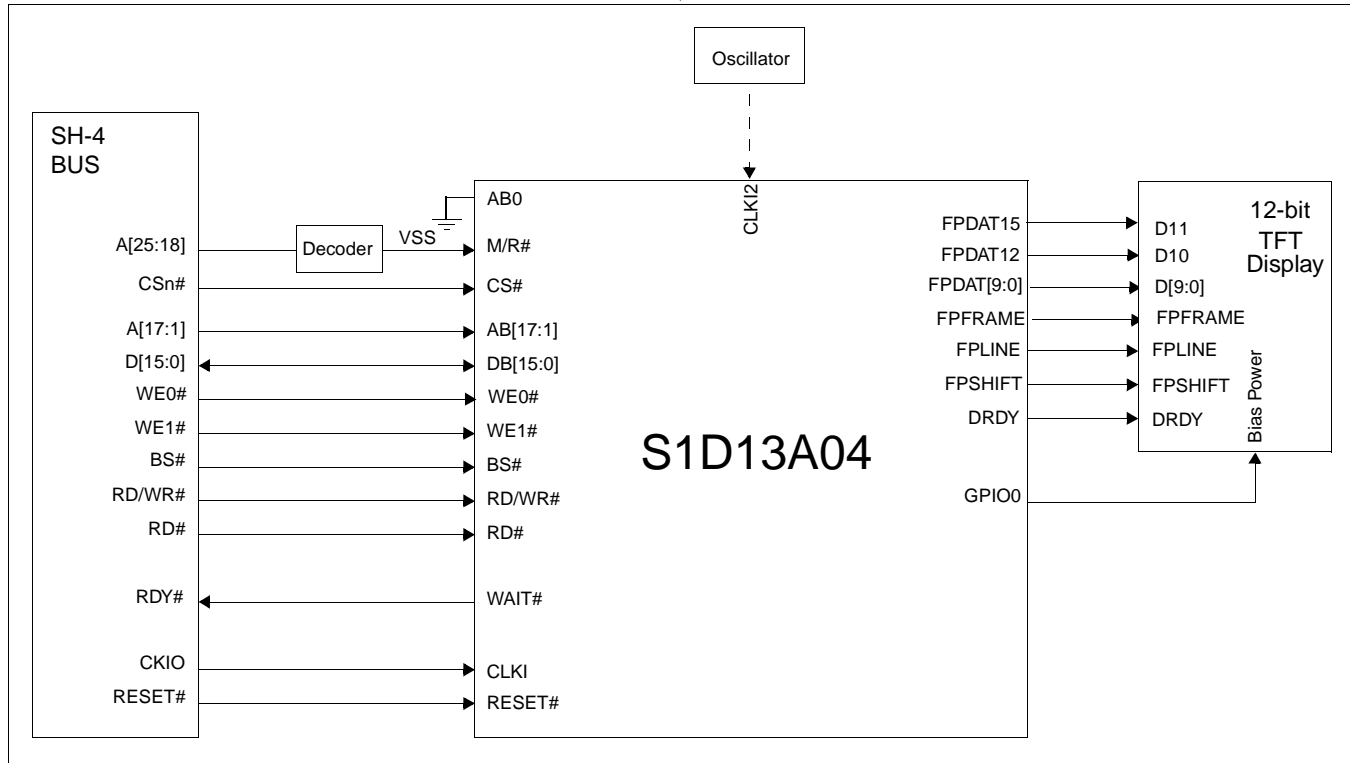 Oscillator
SH-4
BUS
A[25:18]
CSn#
A[17:1]
D[15:0]
WE0#
WE1#
BS#
RD/WR#
RD#
RDY#
CKIO
RESET#
Decoder
VSS
AB0
M/R#
CS#
AB[17:1]
DB[15:0]
WE0#
WE1#
BS#
RD/WR#
RD#
WAIT#
CLKI
RESET#
CLKI2
S1D13A04
FPDAT15
FPDAT12
FPDAT[9:0]
FPFRAME
FPLINE
FPSHIFT
DRDY
GPIO0
12-bit
TFT
Display
D11
D10
D[9:0]
FPFRAME
FPLINE
FPSHIFT
DRDY
Bias Power